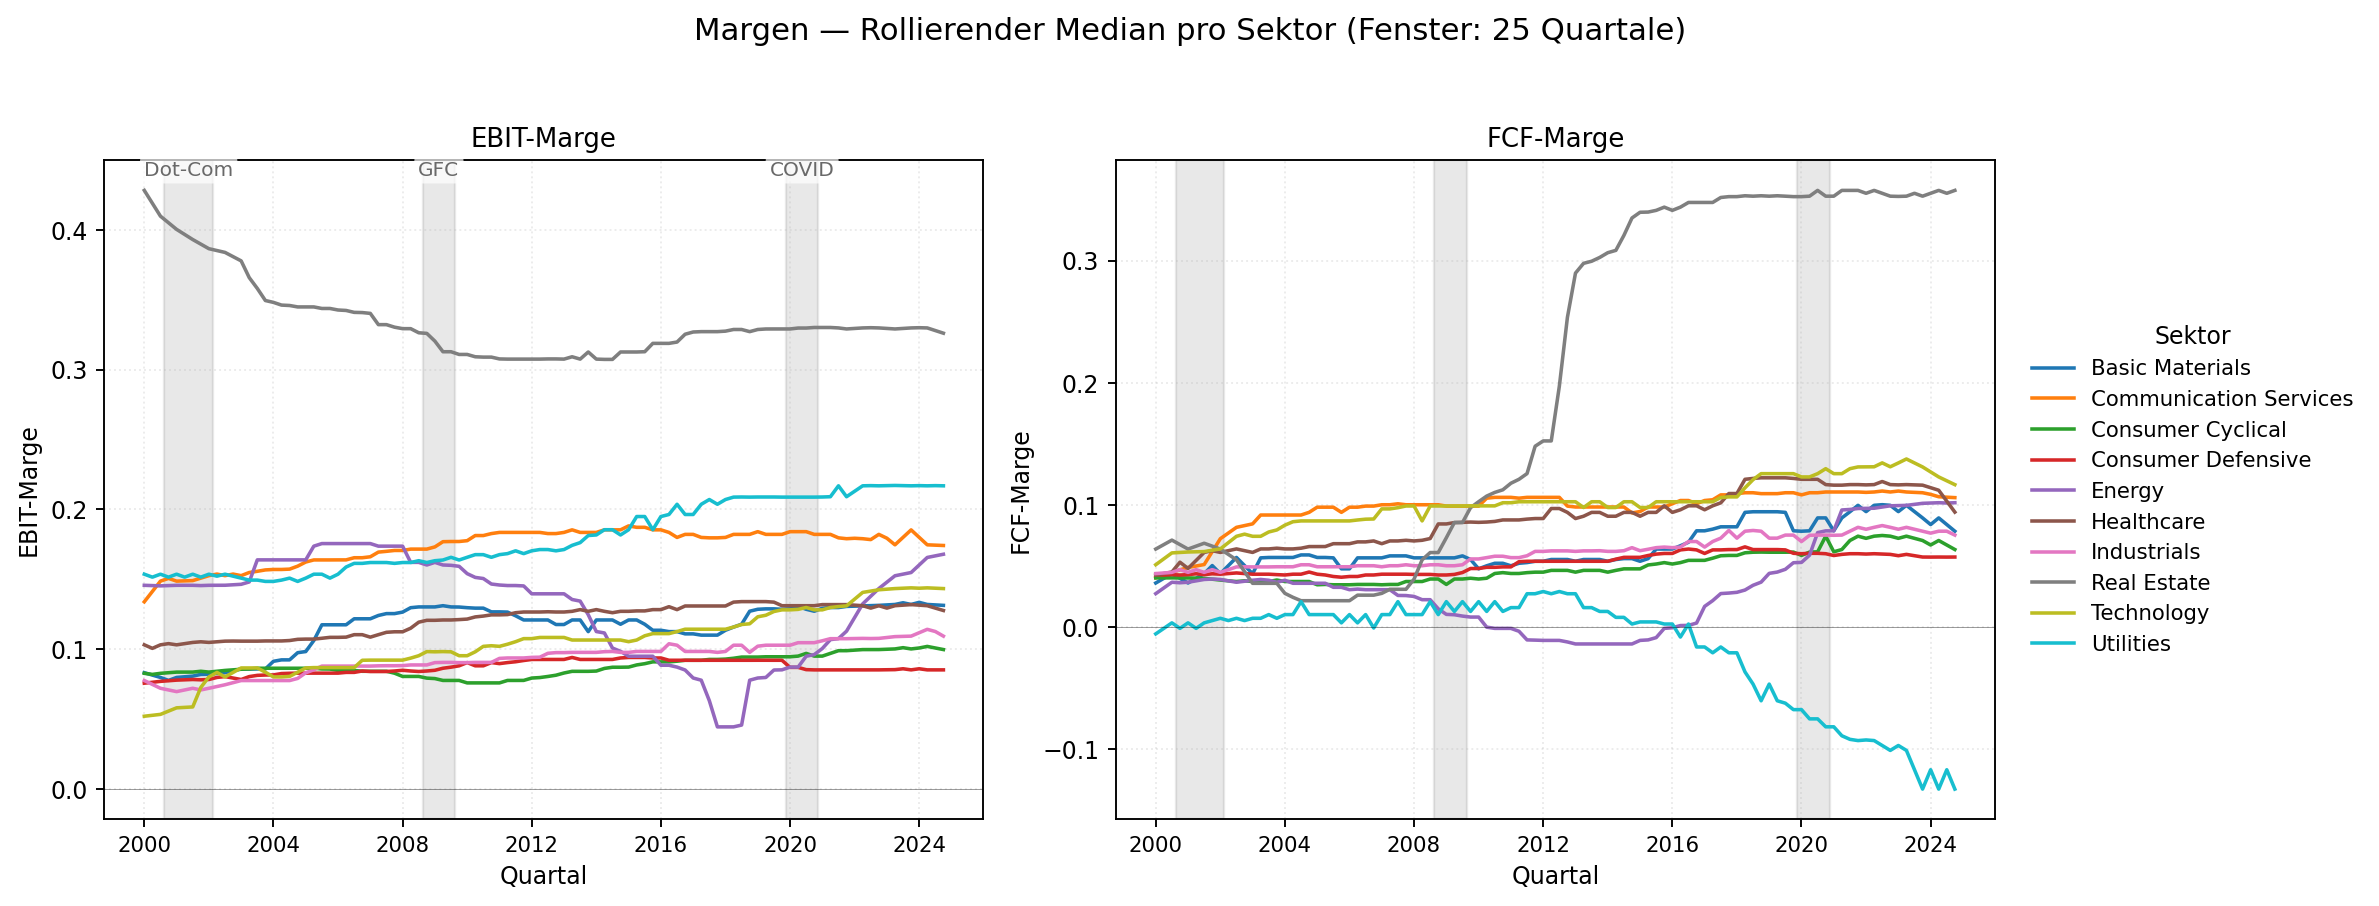 Margen — Rollierender Median pro Sektor (Fenster: 25 Quartale)
EBIT-Marge
Dot-Com
GFC
COVID
EBIT-Marge
0.4
0.3
0.2
0.1
0.0
2000
2004
2008
2012
2016
2020
2024
Quartal
FCF-Marge
FCF-Marge
0.3
0.2
0.1
0.0
−0.1
2000
2004
2008
2012
2016
2020
2024
Quartal
Sektor
Basic Materials
Communication Services
Consumer Cyclical
Consumer Defensive
Energy
Healthcare
Industrials
Real Estate
Technology
Utilities